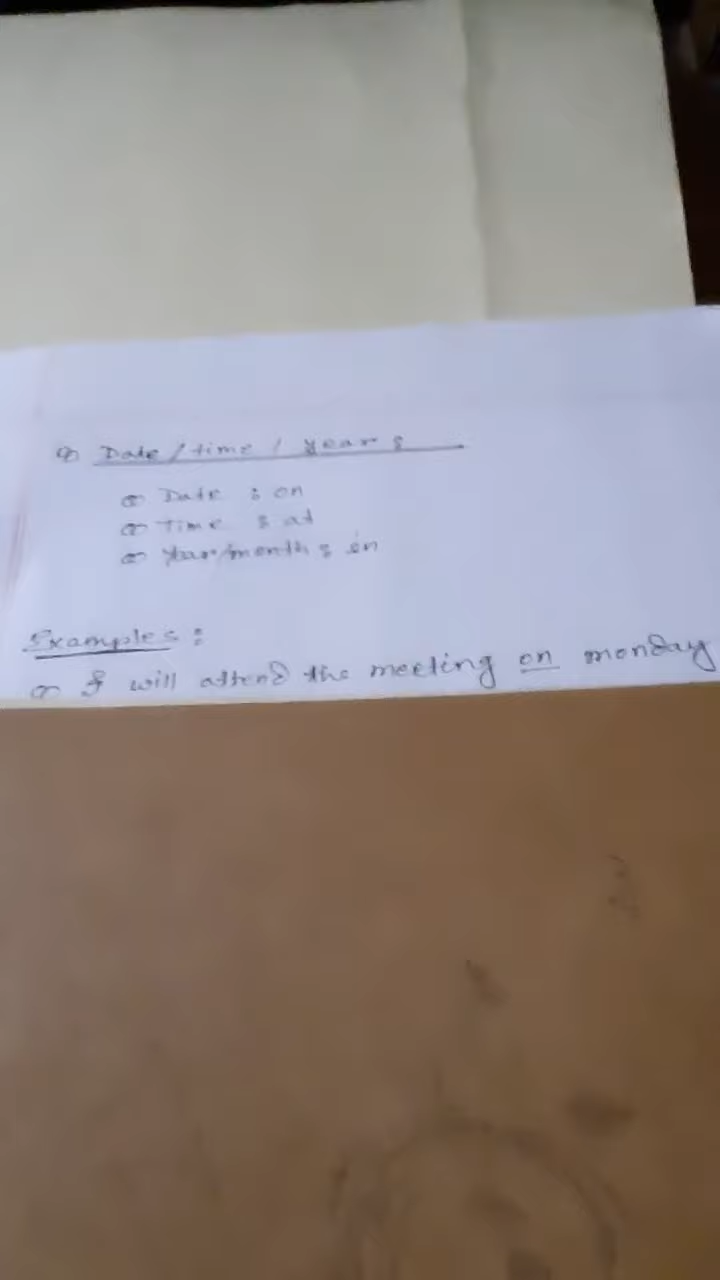 Date / time / year :
Date : on
Time : at
Year/month : in
Examples :
I will attend the meeting on monday